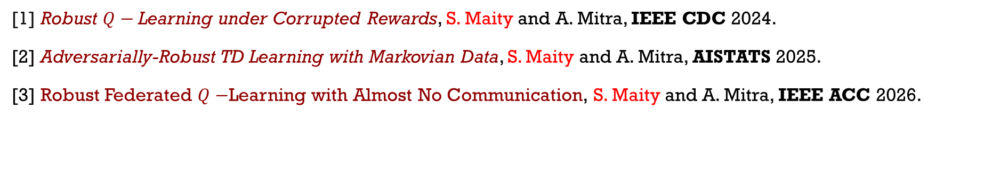 [1] Robust Q − Learning under Corrupted Rewards, S. Maity and A. Mitra, IEEE CDC 2024.
[2] Adversarially-Robust TD Learning with Markovian Data, S. Maity and A. Mitra, AISTATS 2025.
[3] Robust Federated Q −Learning with Almost No Communication, S. Maity and A. Mitra, IEEE ACC 2026.